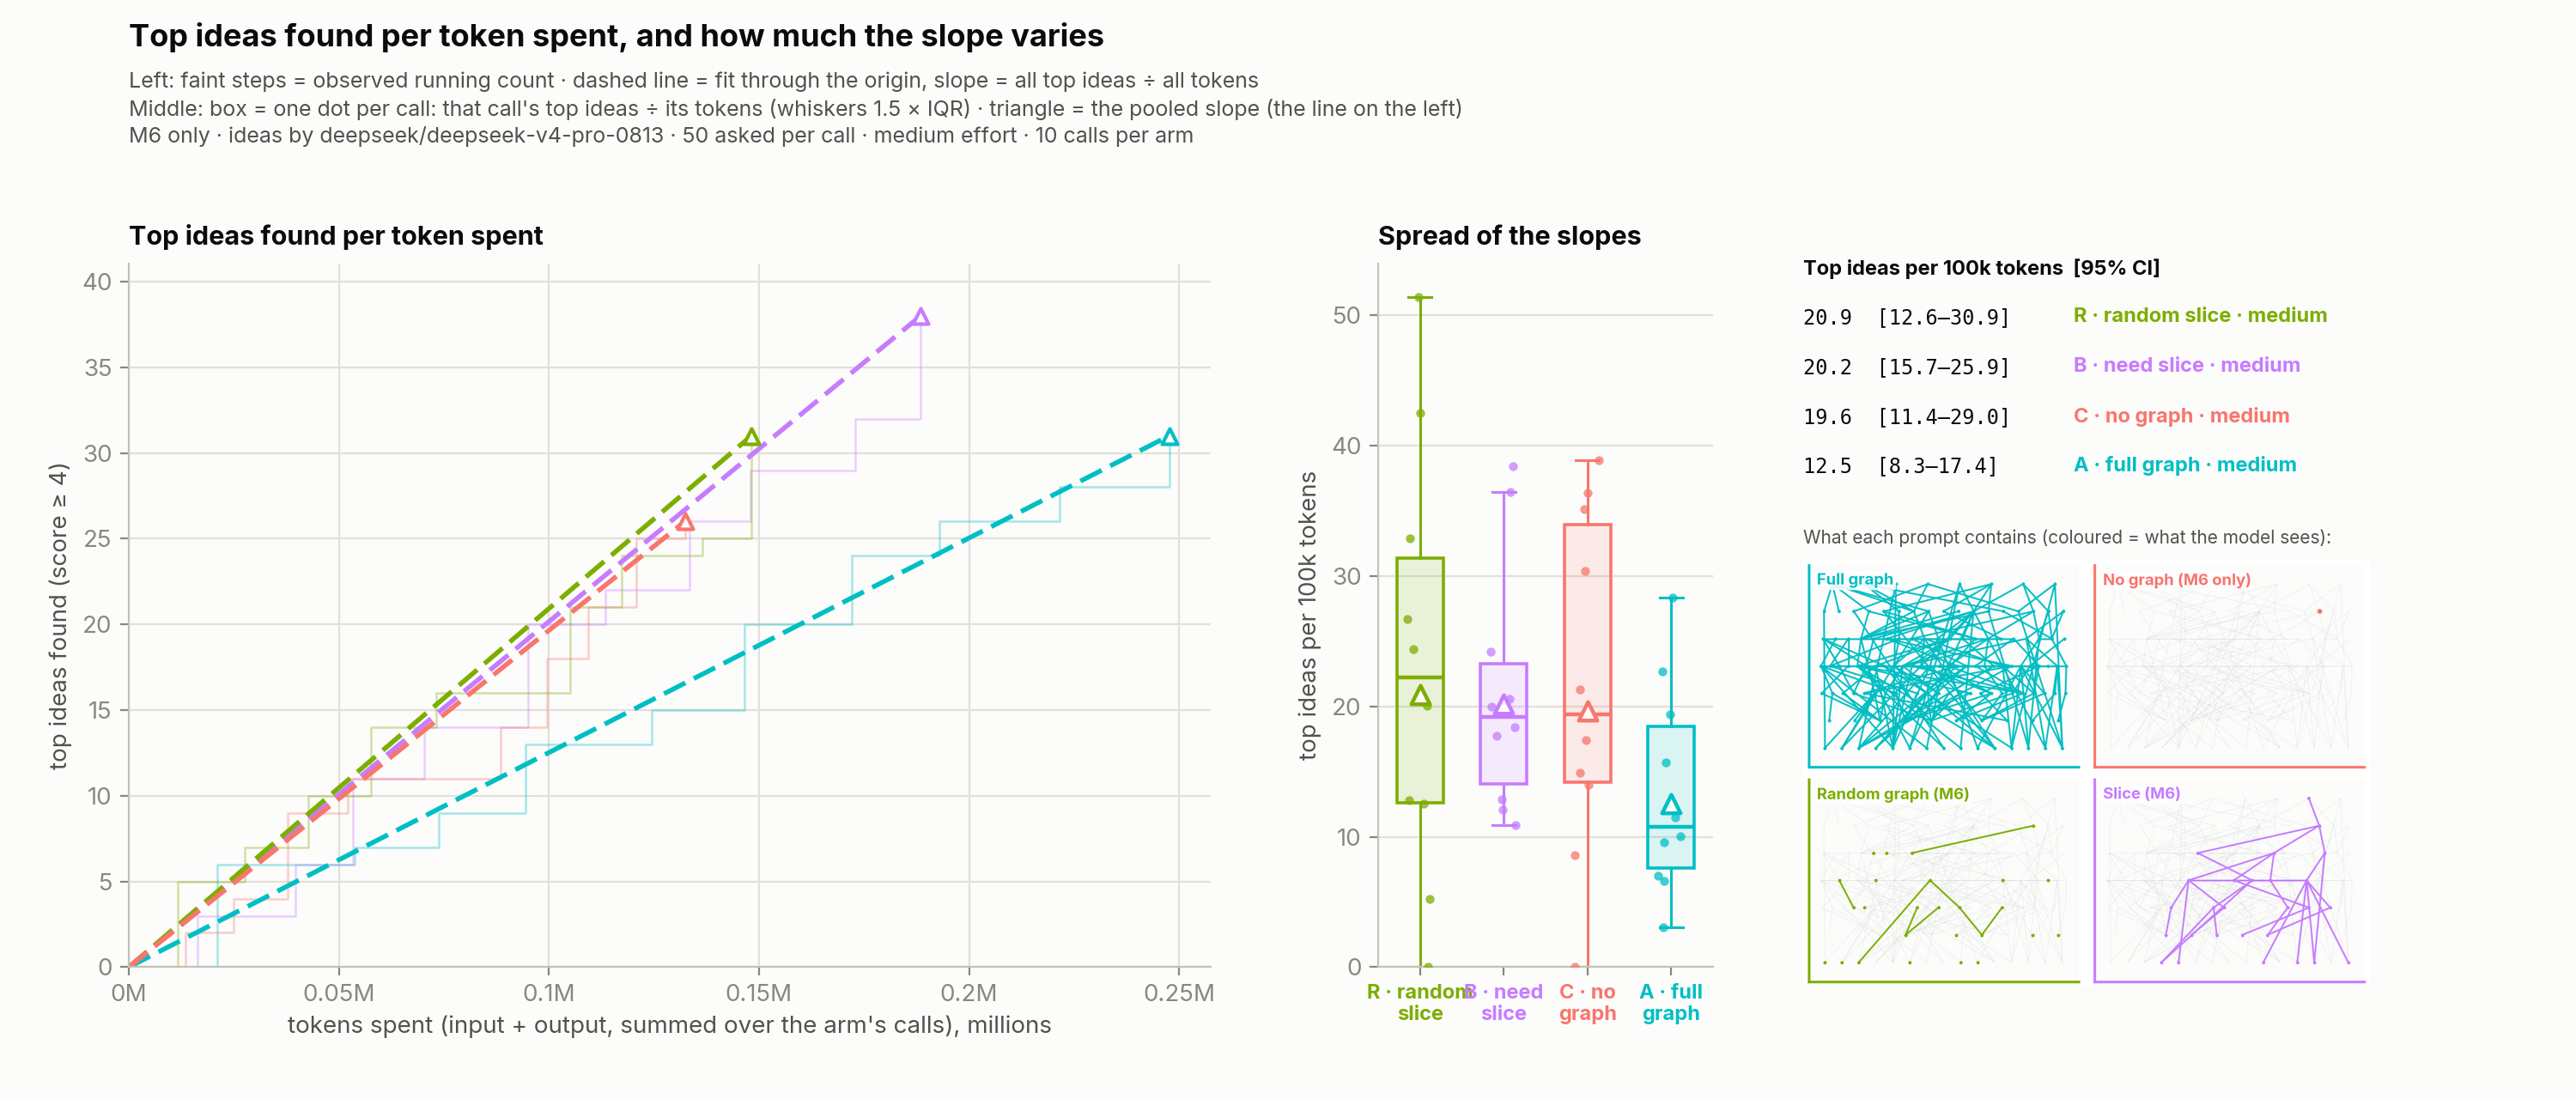 Top ideas found per token spent, and how much the slope varies
Left: faint steps = observed running count · dashed line = fit through the origin, slope = all top ideas ÷ all tokens
Middle: box = one dot per call: that call's top ideas ÷ its tokens (whiskers 1.5 × IQR) · triangle = the pooled slope (the line on the left)
M6 only · ideas by deepseek/deepseek-v4-pro-0813 · 50 asked per call · medium effort · 10 calls per arm
Top ideas found per token spent
top ideas found (score ≥ 4)
40
35
30
25
20
15
10
5
0
0M
0.05M
0.1M
0.15M
0.2M
0.25M
tokens spent (input + output, summed over the arm's calls), millions
Spread of the slopes
top ideas per 100k tokens
50
40
30
20
10
0
R · random
slice
B · need
slice
C · no
graph
A · full
graph
Top ideas per 100k tokens [95% CI]
20.9 [12.6–30.9] R · random slice · medium
20.2 [15.7–25.9] B · need slice · medium
19.6 [11.4–29.0] C · no graph · medium
12.5 [8.3–17.4] A · full graph · medium
What each prompt contains (coloured = what the model sees):
Full graph
No graph (M6 only)
Random graph (M6)
Slice (M6)